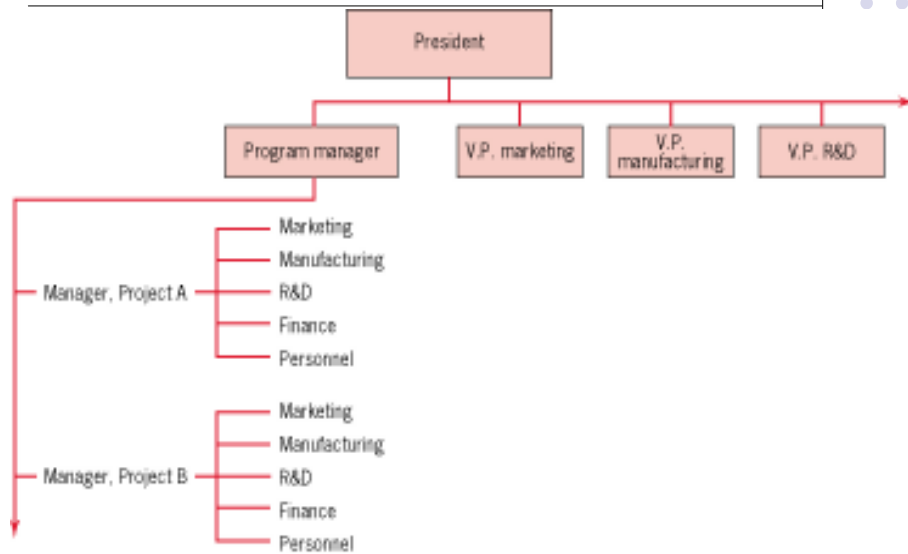 President
Program manager
V.P. marketing
V.P.
manufacturing
V.P. R&D
Manager, Project A
Marketing
Manufacturing
R&D
Finance
Personnel
Manager, Project B
Marketing
Manufacturing
R&D
Finance
Personnel